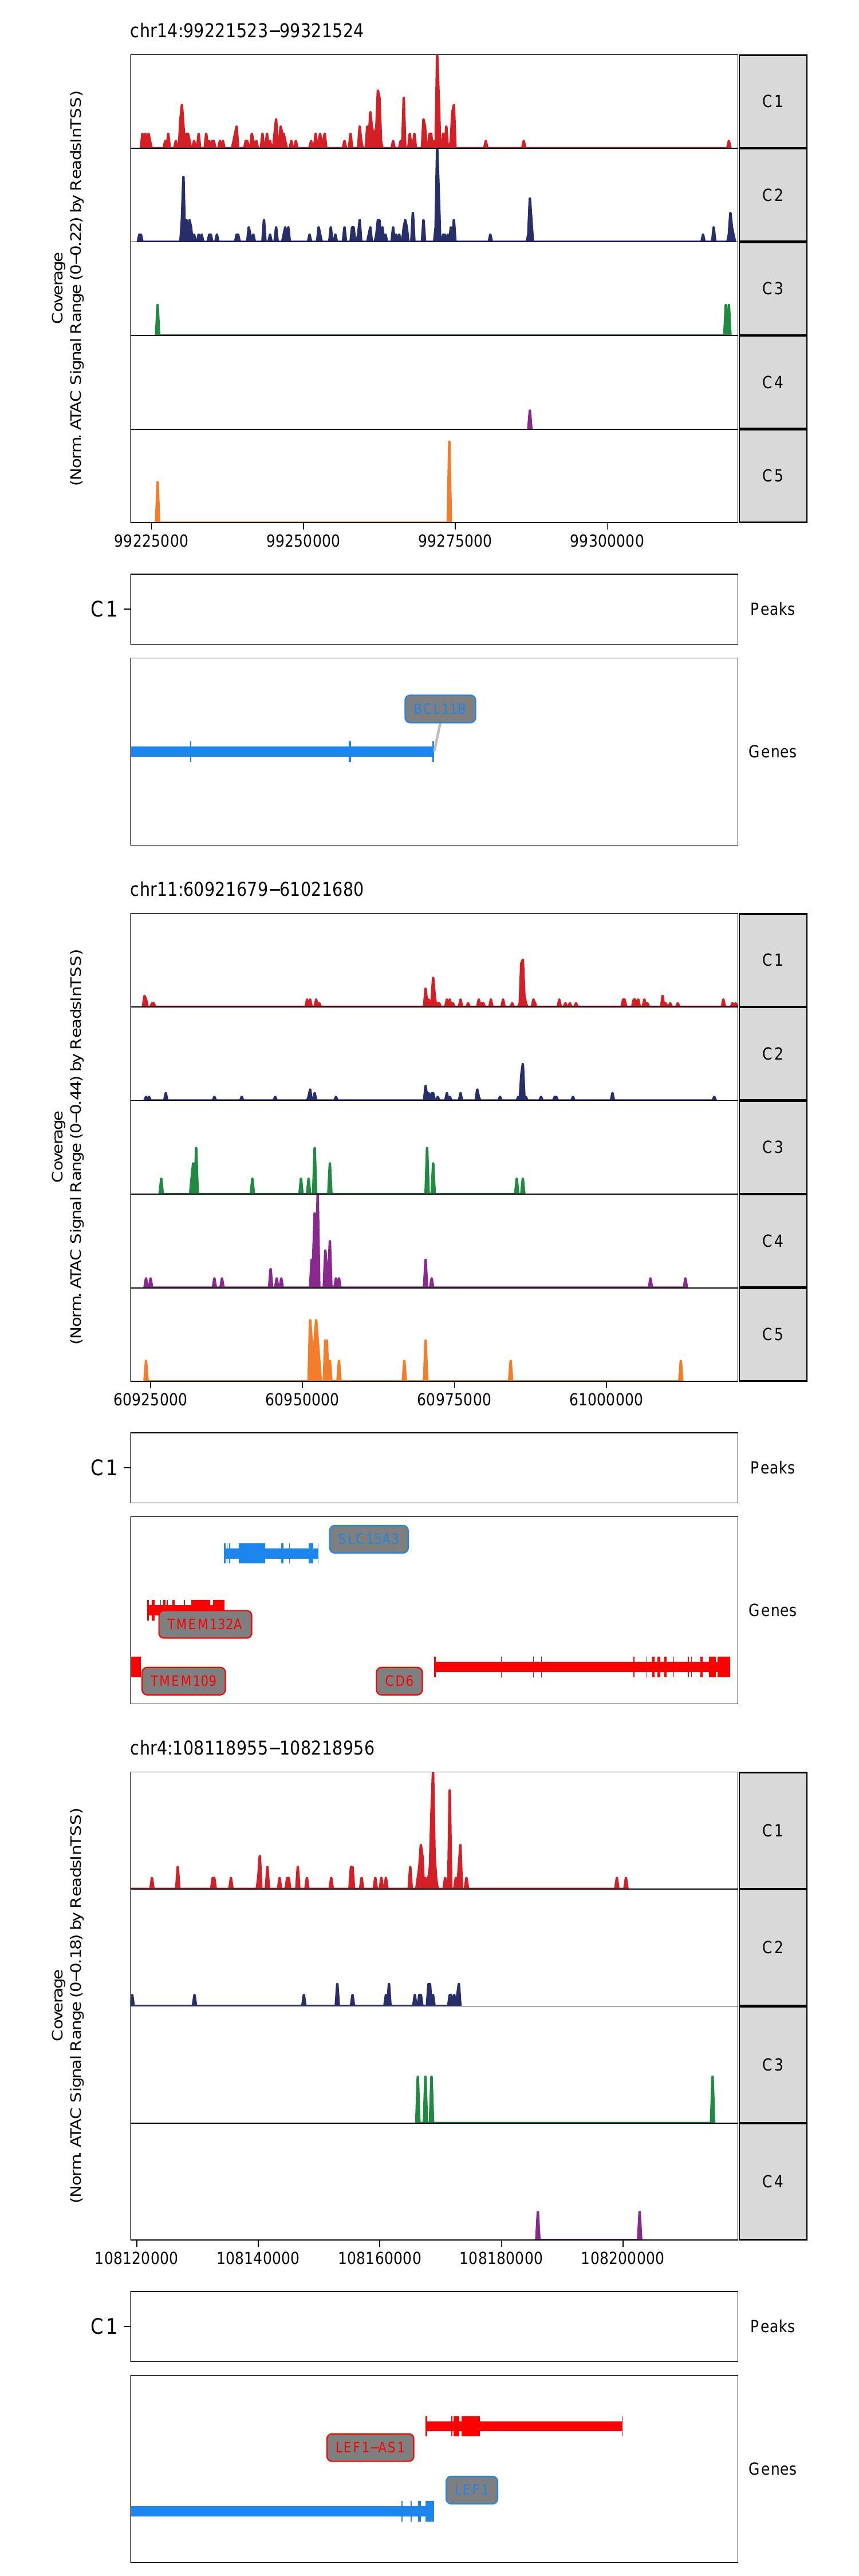 chr14:99221523−99321524
Coverage
(Norm. ATAC Signal Range (0−0.22) by ReadsInTSS)
C1
C2
C3
C4
C5
99225000 99250000 99275000 99300000
C1
Peaks
BCL11B
Genes
chr11:60921679−61021680
Coverage
(Norm. ATAC Signal Range (0−0.44) by ReadsInTSS)
C1
C2
C3
C4
C5
60925000 60950000 60975000 61000000
C1
Peaks
SLC15A3
TMEM132A
Genes
TMEM109
CD6
chr4:108118955−108218956
Coverage
(Norm. ATAC Signal Range (0−0.18) by ReadsInTSS)
C1
C2
C3
C4
108120000 108140000 108160000 108180000 108200000
C1
Peaks
LEF1−AS1
Genes
LEF1